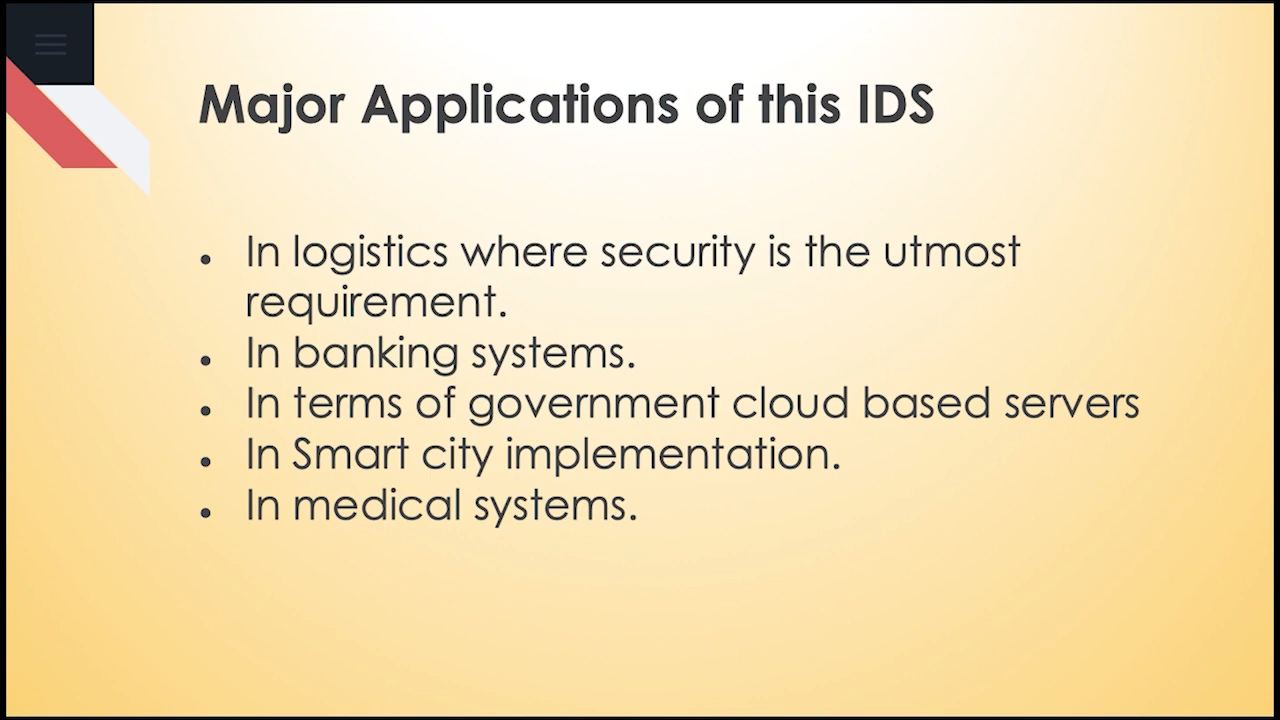 Major Applications of this IDS
• In logistics where security is the utmost
requirement.
• In banking systems.
• In terms of government cloud based servers
• In Smart city implementation.
• In medical systems.